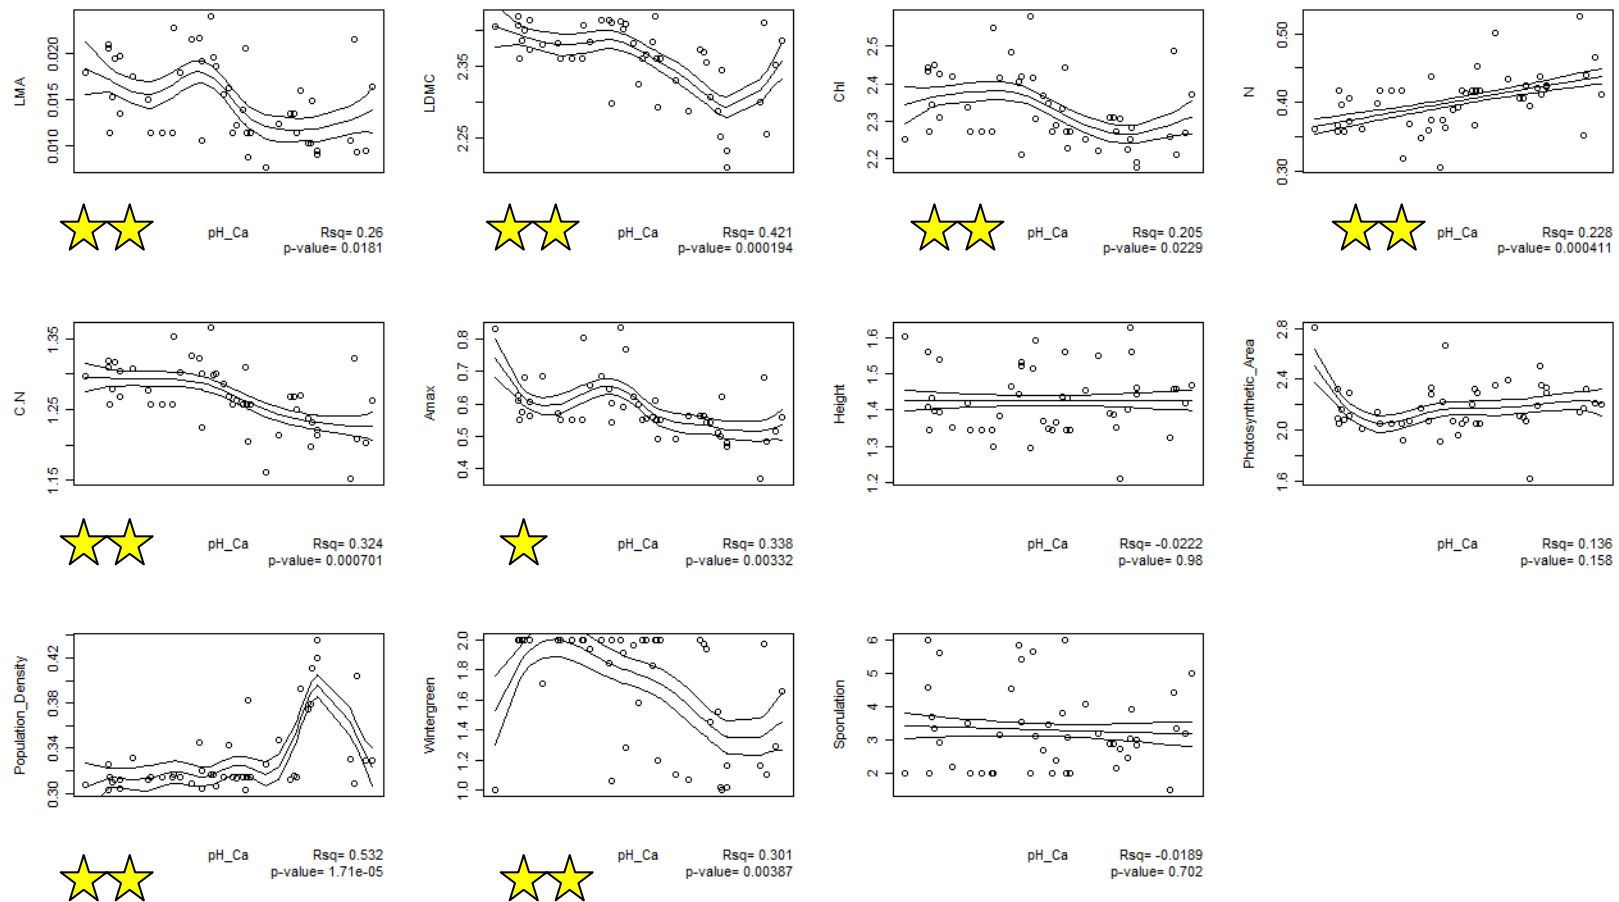 LMA
0.010 0.015 0.020
pH_Ca
Rsq= 0.26
p-value= 0.0181
LDMC
2.25 2.35
pH_Ca
Rsq= 0.421
p-value= 0.000194
Chl
2.2 2.3 2.4 2.5
pH_Ca
Rsq= 0.205
p-value= 0.0229
N
0.30 0.40 0.50
pH_Ca
Rsq= 0.228
p-value= 0.000411
C.N
1.15 1.25 1.35
pH_Ca
Rsq= 0.324
p-value= 0.000701
Amax
0.4 0.5 0.6 0.7 0.8
pH_Ca
Rsq= 0.338
p-value= 0.00332
Height
1.2 1.3 1.4 1.5 1.6
pH_Ca
Rsq= -0.0222
p-value= 0.98
Photosynthetic_Area
1.6 2.0 2.4 2.8
pH_Ca
Rsq= 0.136
p-value= 0.158
Population_Density
0.30 0.34 0.38 0.42
pH_Ca
Rsq= 0.532
p-value= 1.71e-05
Wintergreen
1.0 1.2 1.4 1.6 1.8 2.0
pH_Ca
Rsq= 0.301
p-value= 0.00387
Sporulation
2 3 4 5 6
pH_Ca
Rsq= -0.0189
p-value= 0.702